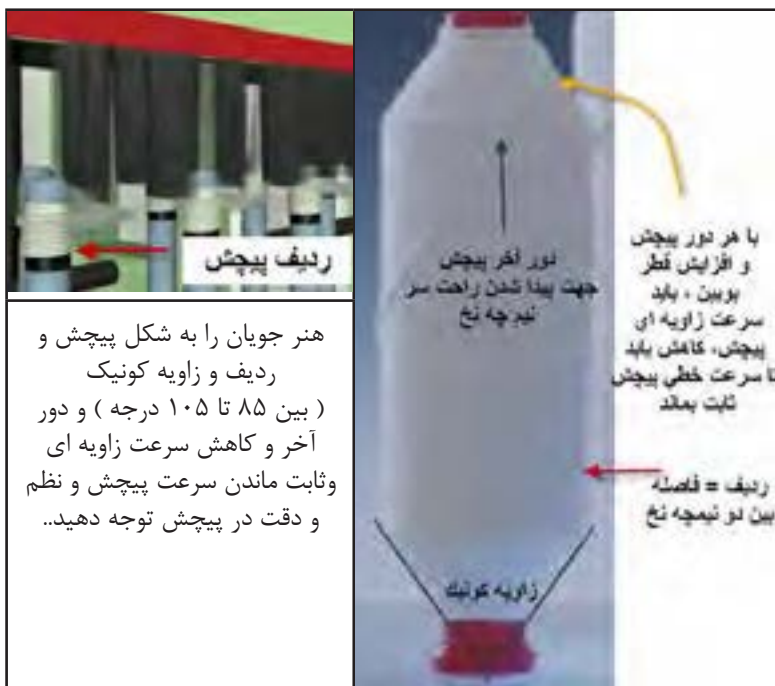 ردیف پیچش
هنر جویان را به شکل پیچش و
ردیف و زاویه کونیک
( بین ۸۵ تا ۱۰۵ درجه ) و دور
آخر و کاهش سرعت زاویه ای
وثابت ماندن سرعت پیچش و نظم
و دقت در پیچش توجه دهید..
با هر دور پیچش
و افزایش قطر
بوبین ، باید
سرعت زاویه ای
پیچش، کاهش یابد
تا سرعت خطی پیچش
ثابت بماند
دور آخر پیچش
جهت پیدا شدن راحت سر
نیم چه نخ
ردیف = فاصله
بین دو نیمچه نخ
زاویه کونیک